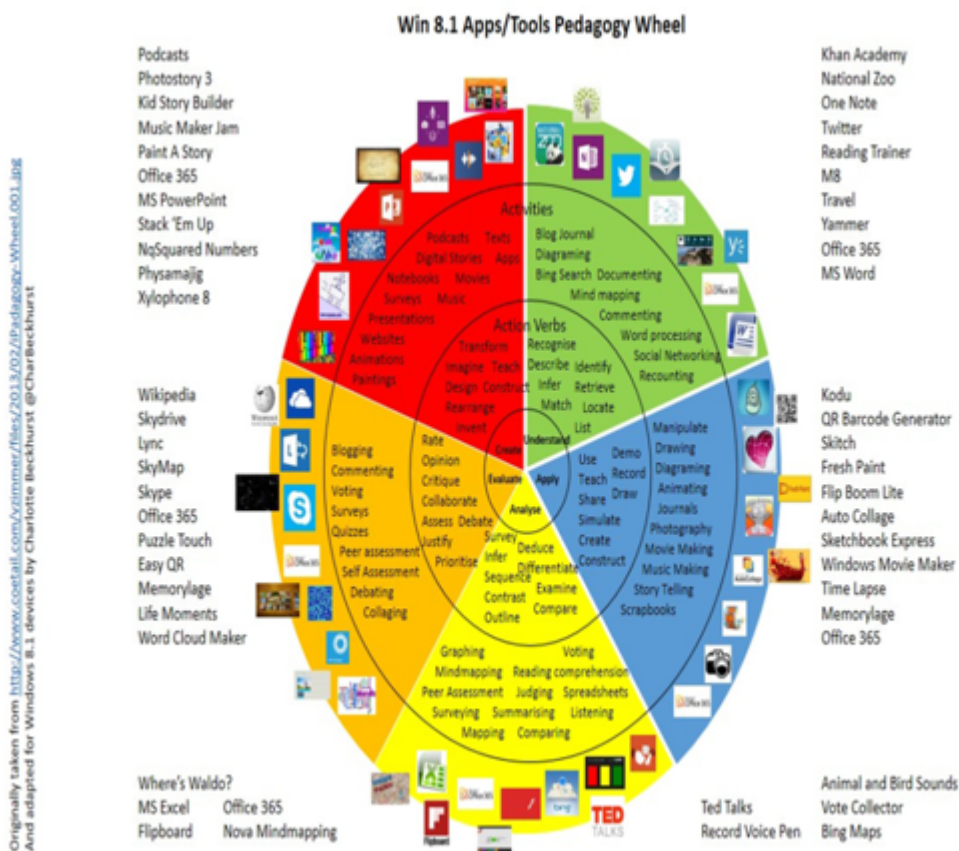 Win 8.1 Apps/Tools Pedagogy Wheel
Podcasts
Photostory 3
Kid Story Builder
Music Maker Jam
Paint A Story
Office 365
MS PowerPoint
Stack 'Em Up
NqSquared Numbers
Physamajig
Xylophone 8
Khan Academy
National Zoo
One Note
Twitter
Reading Trainer
M8
Travel
Yammer
Office 365
MS Word
Wikipedia
Skydrive
Lync
SkyMap
Skype
Office 365
Puzzle Touch
Easy QR
Memorylage
Life Moments
Word Cloud Maker
Kodu
QR Barcode Generator
Skitch
Fresh Paint
Flip Boom Lite
Auto Collage
Sketchbook Express
Windows Movie Maker
Time Lapse
Memorylage
Office 365
Activities
Podcasts Texts
Digital Stories Apps
Notebooks Movies
Surveys Music
Presentations
Websites
Animations
Paintings
Action Verbs
Transform
Imagine Teach
Design Construct
Rearrange
Invent
Create
Blog Journal
Diagraming
Bing Search Documenting
Mind mapping
Commenting
Word processing
Social Networking
Recounting
Recognise
Describe Identify
Infer Retrieve
Match Locate
List
Understand
Blogging
Commenting
Voting
Surveys
Quizzes
Peer assessment
Self Assessment
Debating
Collaging
Rate
Opinion
Critique
Collaborate
Assess Debate
Justify
Prioritise
Evaluate
Apply
Use Demo
Teach Record
Share Draw
Simulate
Create
Construct
Manipulate
Drawing
Diagraming
Animating
Journals
Photography
Movie Making
Music Making
Story Telling
Scrapbooks
Analyse
Survey Deduce
Infer Differentiate
Sequence Examine
Contrast Compare
Outline
Graphing Voting
Mindmapping Reading comprehension
Peer Assessment Judging Spreadsheets
Surveying Summarising Listening
Mapping Comparing
Office 365
Office 365
Office 365
Office 365
Office 365
Flipboard
bing
TED
TALKS
Where's Waldo?
MS Excel Office 365
Flipboard Nova Mindmapping
Ted Talks
Record Voice Pen
Animal and Bird Sounds
Vote Collector
Bing Maps
Originally taken from http://www.coetail.com/vzimmer/files/2013/02/iPadagogy-Wheel.001.jpg
And adapted for Windows 8.1 devices by Charlotte Beckhurst @CharBeckhurst